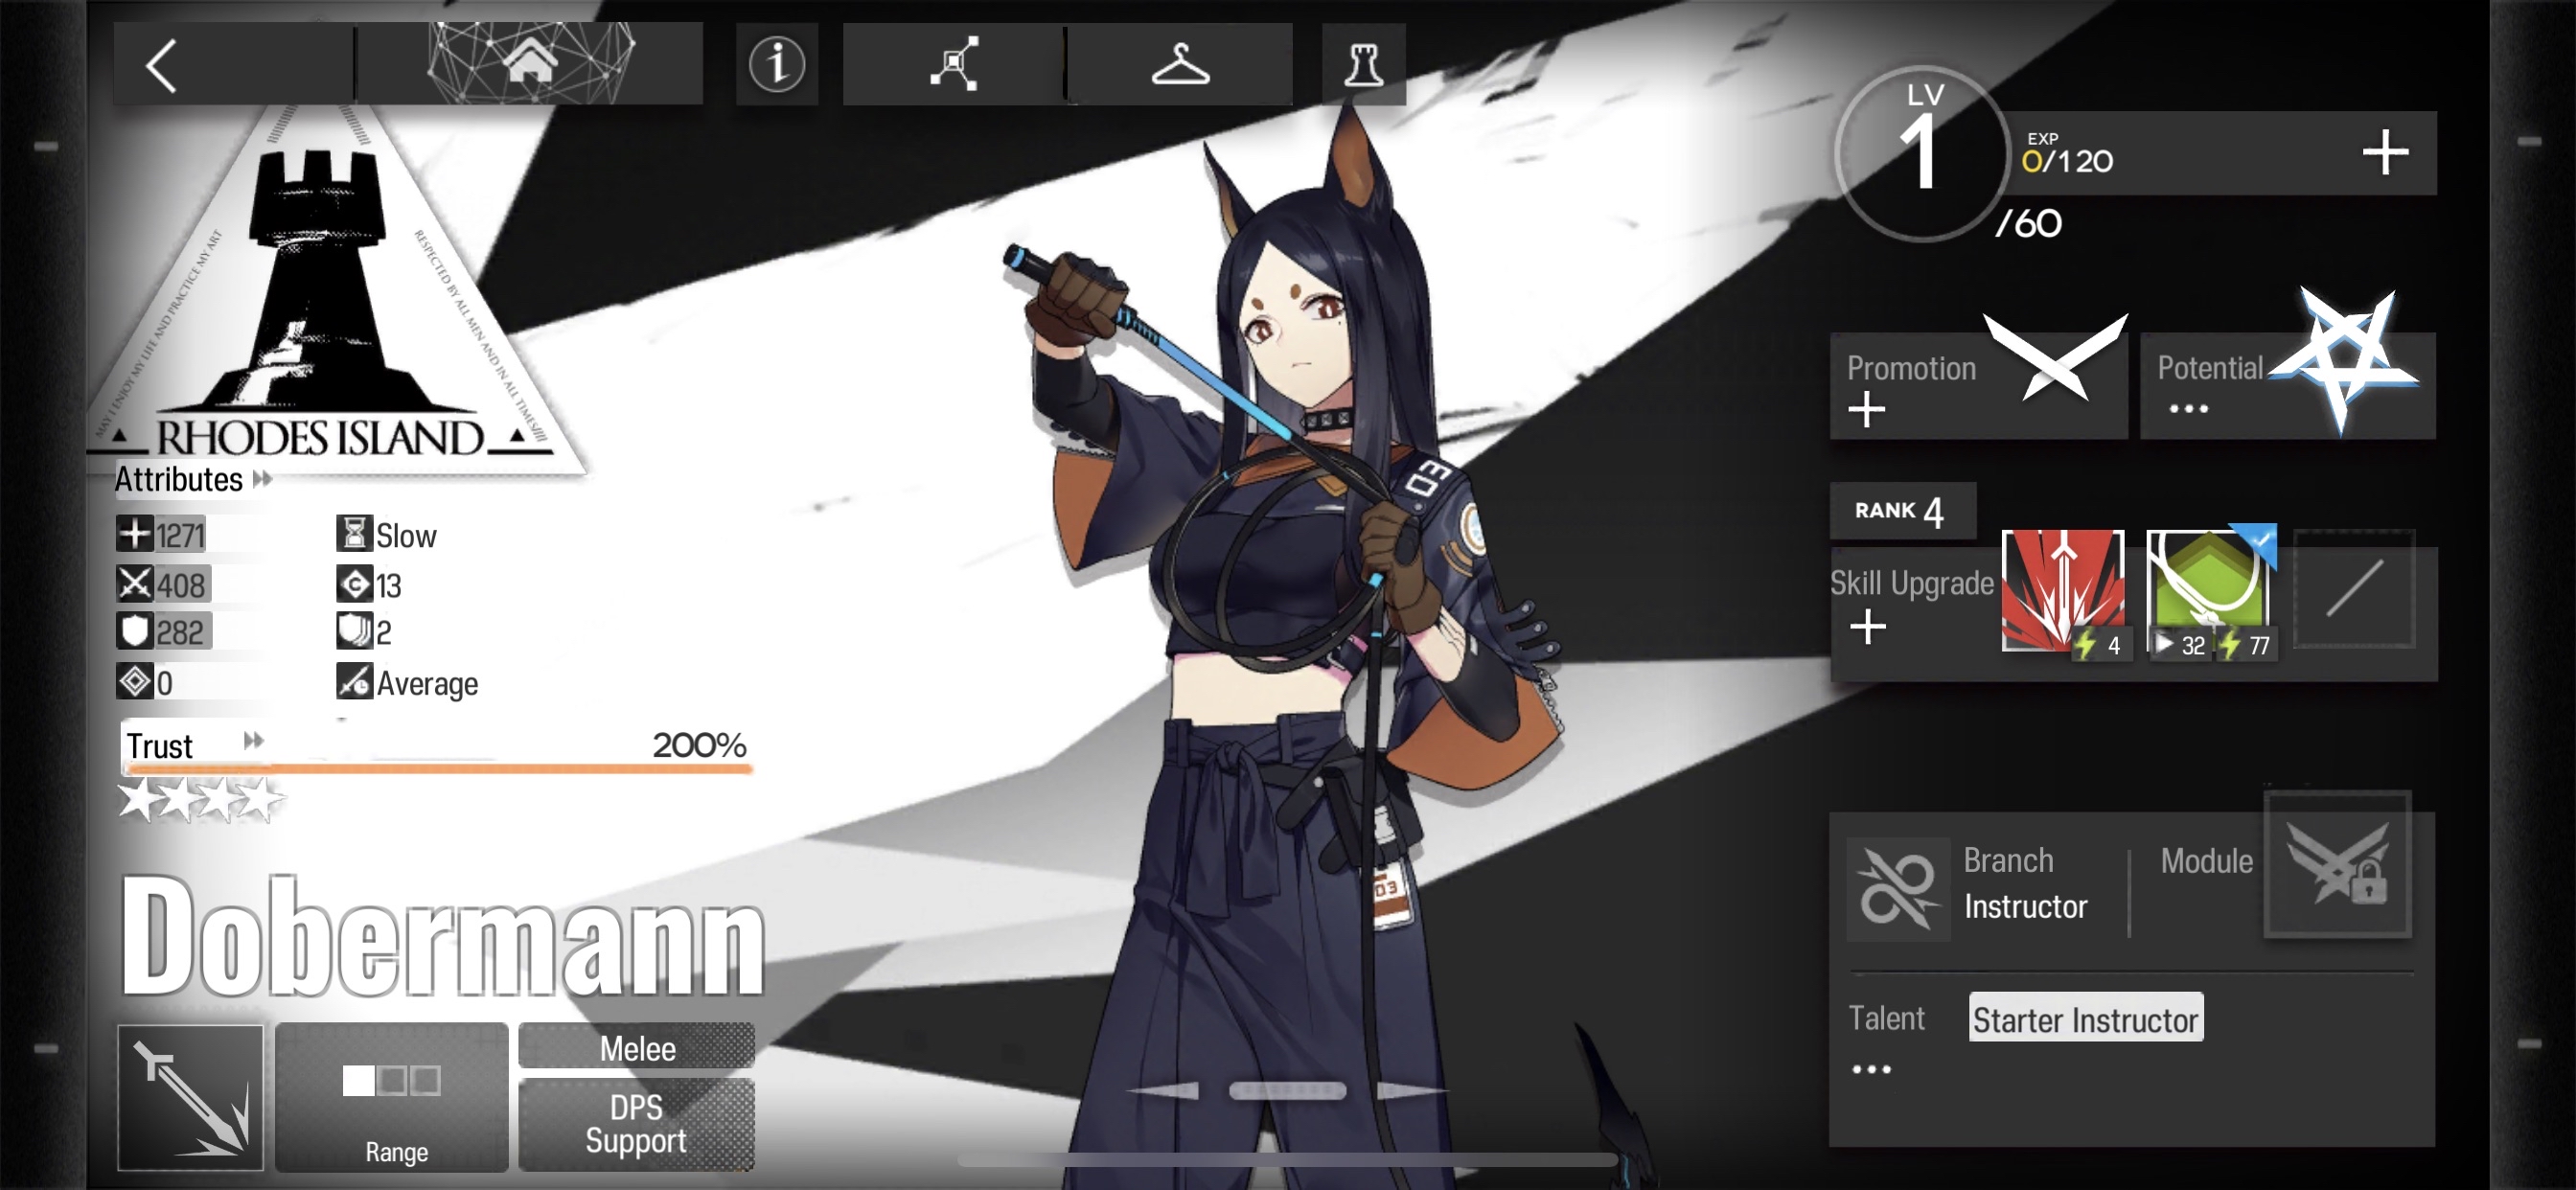 LV
1
EXP
0/120
/60
MAY I ENJOY MY LIFE AND PRACTICE MY ART
RESPECTED BY ALL MEN AND IN ALL TIMES
RHODES ISLAND
Attributes
1271
Slow
408
13
282
2
0
Average
Trust
200%
Dobermann
Range
Melee
DPS
Support
Promotion
Potential
RANK 4
Skill Upgrade
4
32
77
Branch
Instructor
Module
Talent
Starter Instructor
03